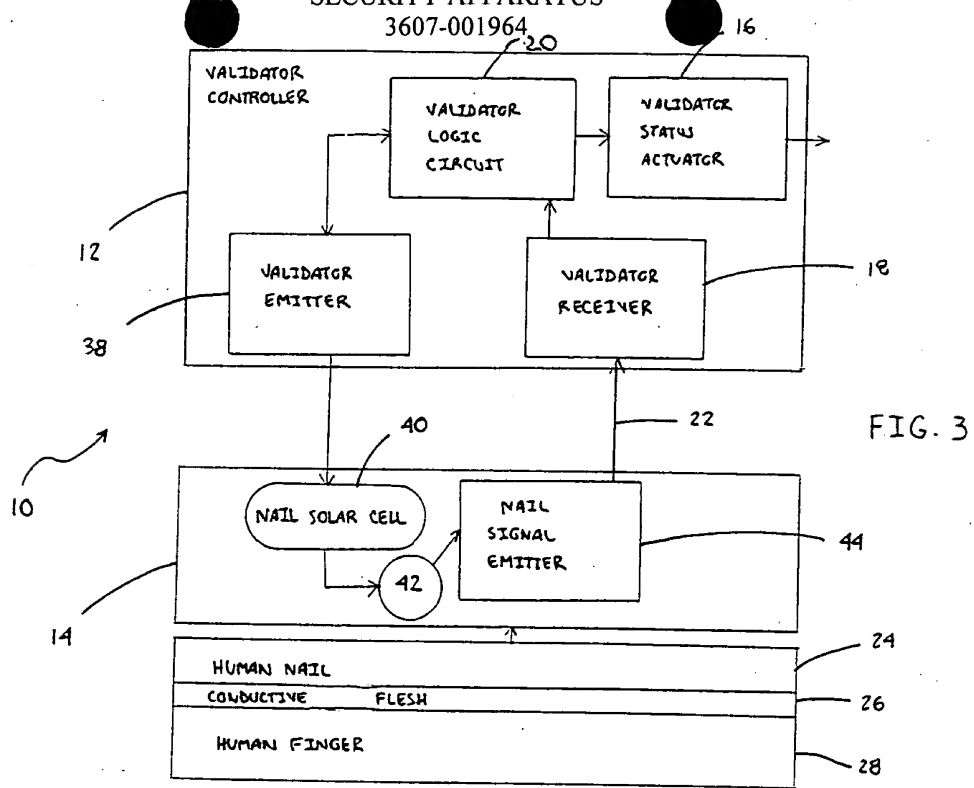 SECURITY APPARATUS
3607-001964
20
16
VALIDATOR
CONTROLLER
VALIDATOR
LOGIC
CIRCUIT
VALIDATOR
STATUS
ACTUATOR
12
VALIDATOR
EMITTER
VALIDATOR
RECEIVER
18
38
40
22
FIG. 3
10
NAIL SOLAR CELL
NAIL
SIGNAL
EMITTER
42
44
14
24
HUMAN NAIL
CONDUCTIVE FLESH
26
HUMAN FINGER
28